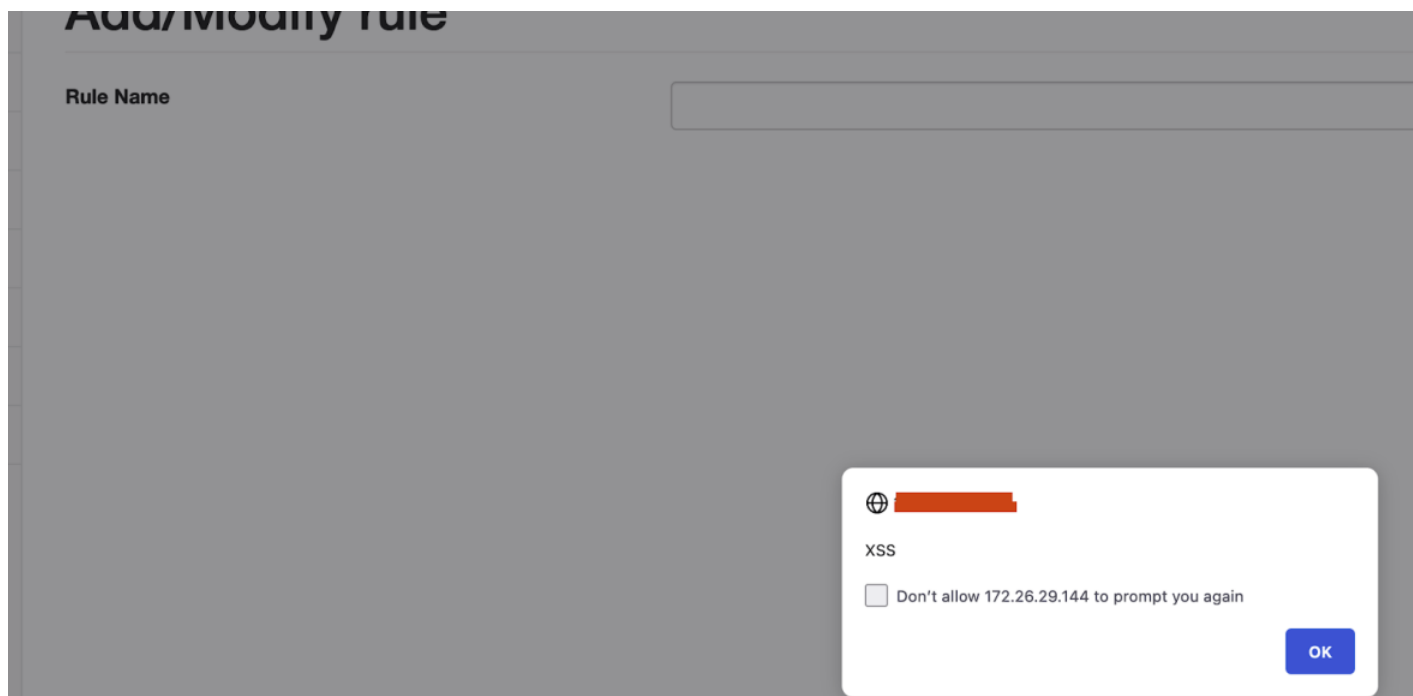 Add/Modify rule
Rule Name
XSS
Don't allow 172.26.29.144 to prompt you again
OK